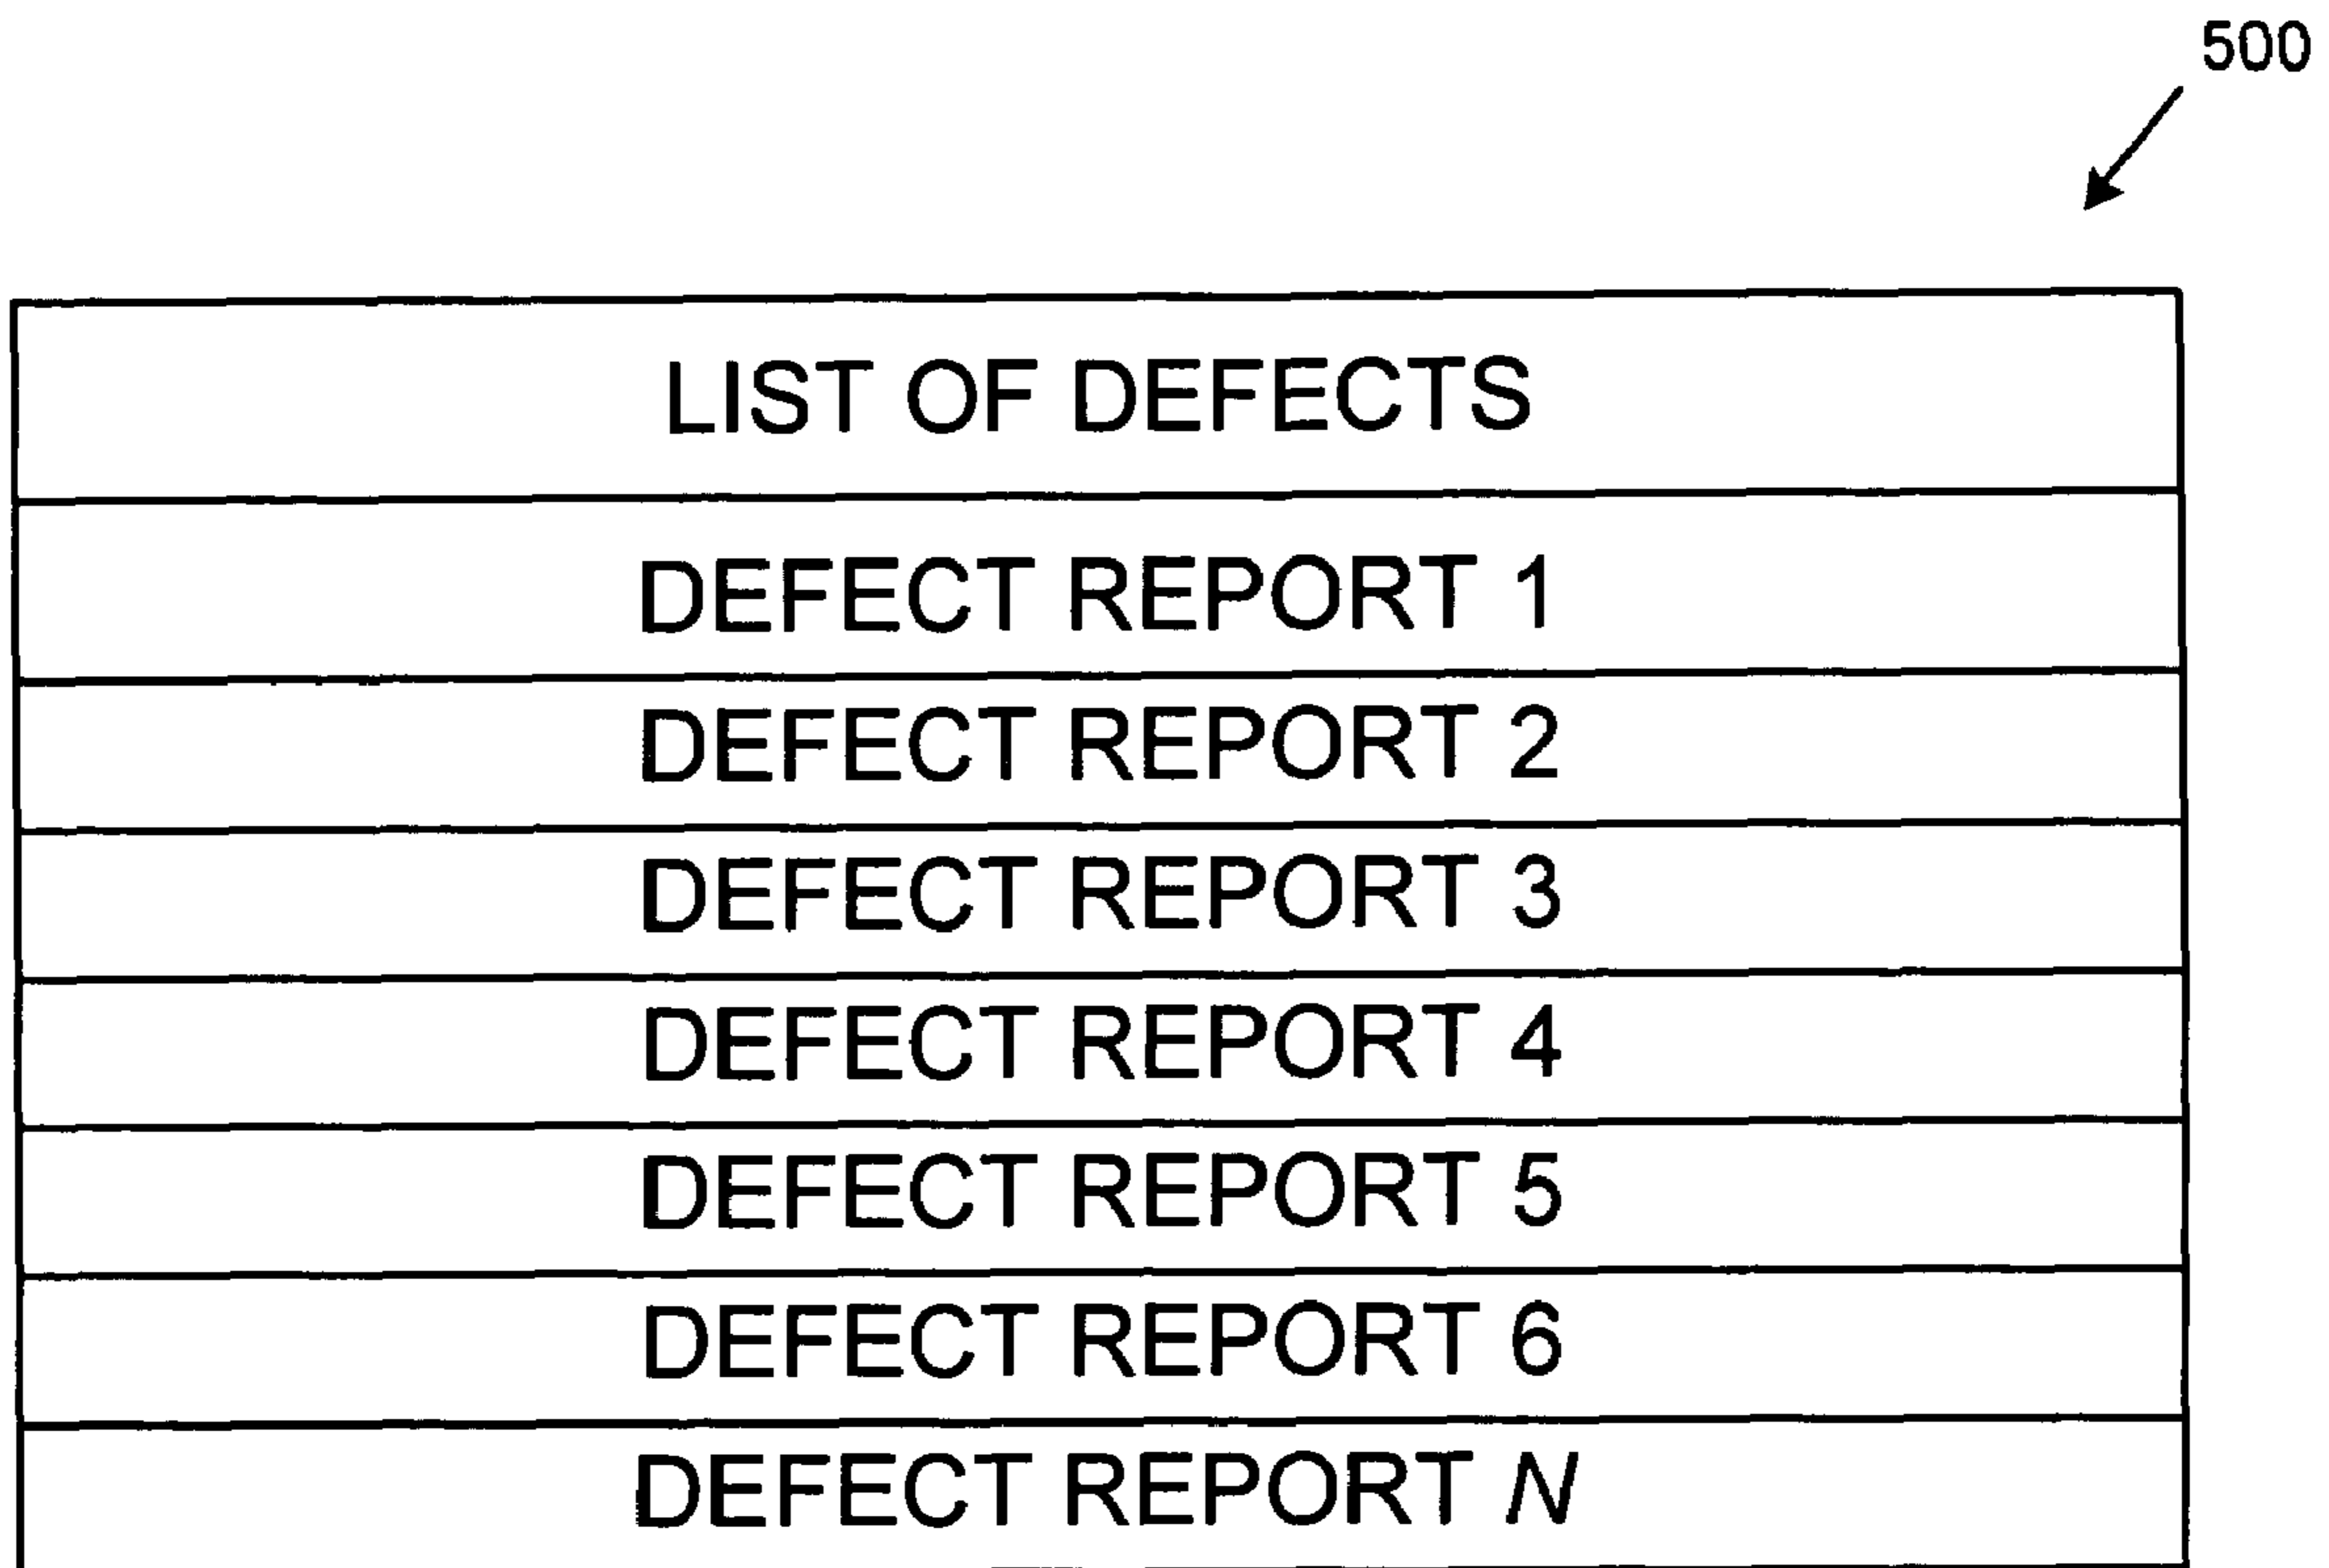 500
LIST OF DEFECTS
DEFECT REPORT 1
DEFECT REPORT 2
DEFECT REPORT 3
DEFECT REPORT 4
DEFECT REPORT 5
DEFECT REPORT 6
DEFECT REPORT N